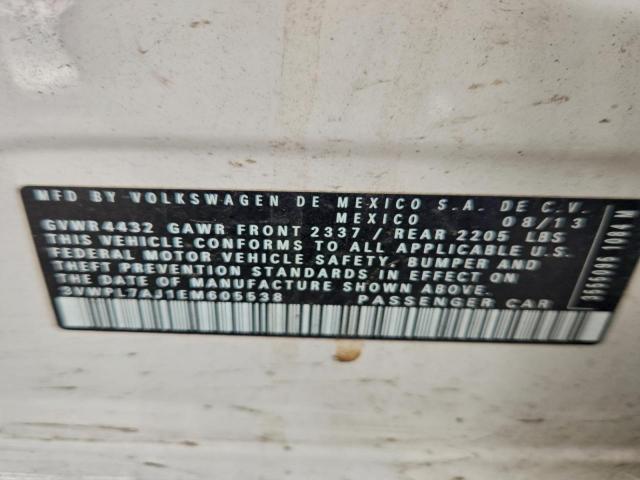 MFD BY VOLKSWAGEN DE MEXICO S.A. DE C.V.
MEXICO 08/13
GVWR4432 GAWR FRONT 2337 / REAR 2205 LBS
THIS VEHICLE CONFORMS TO ALL APPLICABLE U.S.
FEDERAL MOTOR VEHICLE SAFETY, BUMPER AND
THEFT PREVENTION STANDARDS IN EFFECT ON
THE DATE OF MANUFACTURE SHOWN ABOVE.
3VWPL7AJ1EM605538 PASSENGER CAR
1004 M